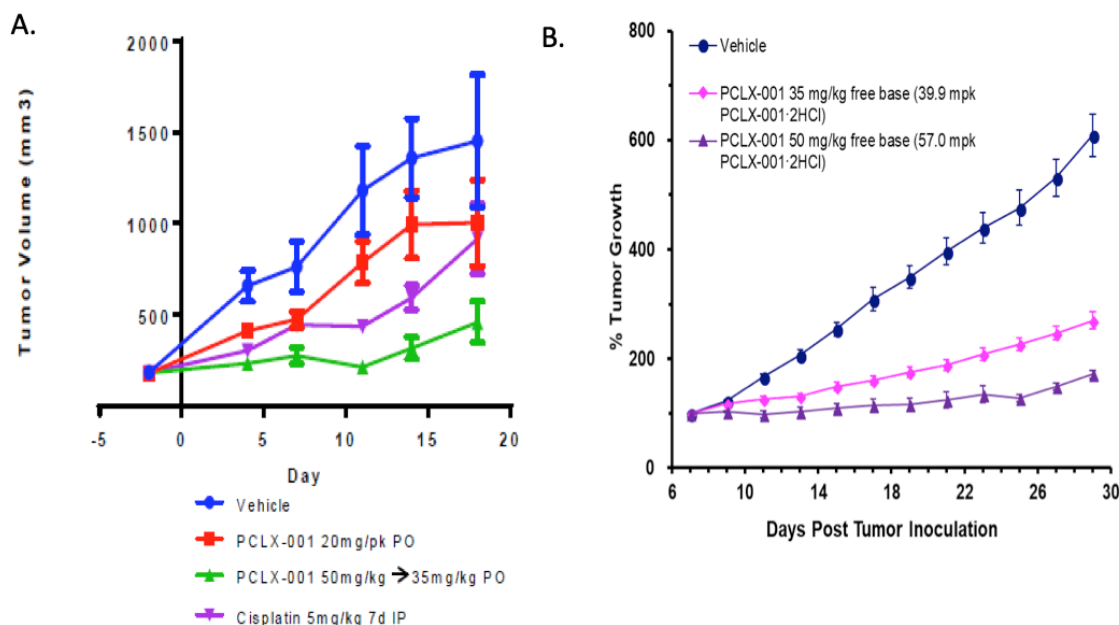 A.
2000
1500
1000
500
Tumor Volume (mm3)
-5 0 5 10 15 20
Day
Vehicle
PCLX-001 20mg/pk PO
PCLX-001 50mg/kg → 35mg/kg PO
Cisplatin 5mg/kg 7d IP
B.
800
600
400
200
0
% Tumor Growth
Vehicle
PCLX-001 35 mg/kg free base (39.9 mpk
PCLX-001·2HCl)
PCLX-001 50 mg/kg free base (57.0 mpk
PCLX-001·2HCl)
6 10 14 15 22 26 30
Days Post Tumor Inoculation